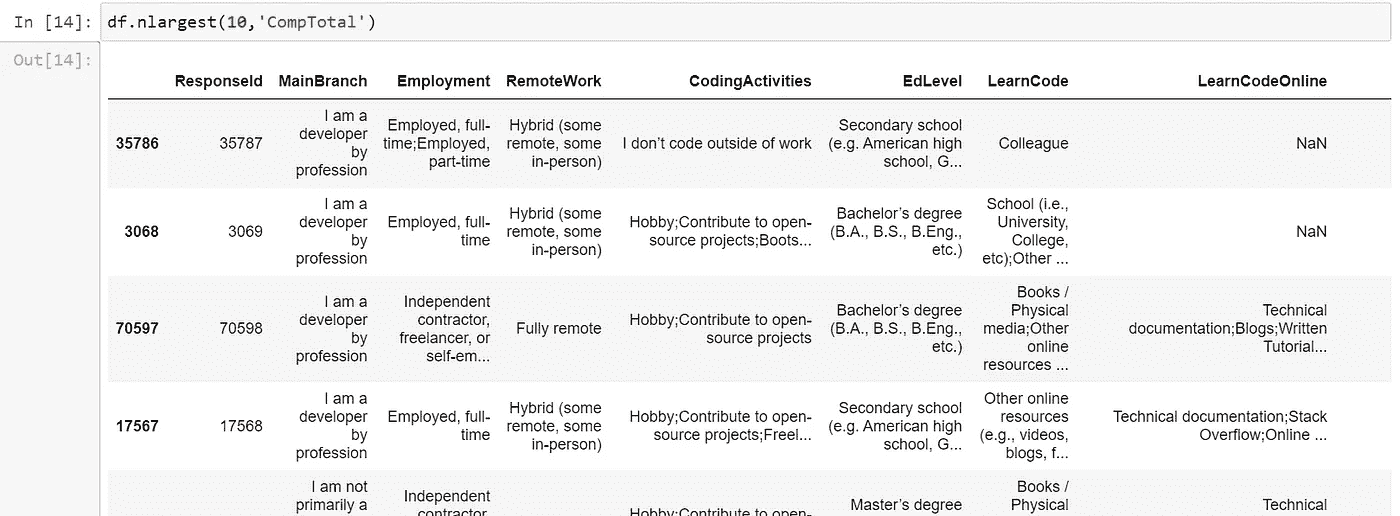 In [14]: df.nlargest(10,'CompTotal')
Out[14]:
ResponseId MainBranch Employment RemoteWork CodingActivities EdLevel LearnCode LearnCodeOnline
35786 35787 I am a developer by profession Employed, full-time;Employed, part-time Hybrid (some remote, some in-person) I don’t code outside of work Secondary school (e.g. American high school, G... Colleague NaN
3068 3069 I am a developer by profession Employed, full-time Hybrid (some remote, some in-person) Hobby;Contribute to open-source projects;Boots... Bachelor’s degree (B.A., B.S., B.Eng., etc.) School (i.e., University, College, etc);Other ... NaN
70597 70598 I am a developer by profession Independent contractor, freelancer, or self-em... Fully remote Hobby;Contribute to open-source projects Bachelor’s degree (B.A., B.S., B.Eng., etc.) Books / Physical media;Other online resources ... Technical documentation;Blogs;Written Tutorial...
17567 17568 I am a developer by profession Employed, full-time Hybrid (some remote, some in-person) Hobby;Contribute to open-source projects;Freel... Secondary school (e.g. American high school, G... Other online resources (e.g., videos, blogs, f... Technical documentation;Stack Overflow;Online ...
I am not primarily a Independent contractor, Hobby;Contribute to open- Master’s degree Books / Physical Technical